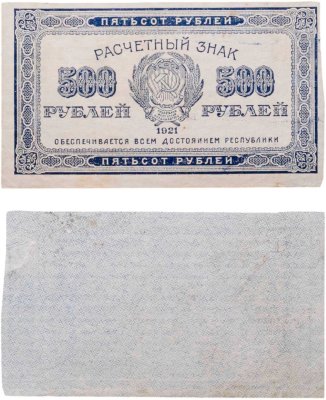 ПЯТЬСОТ РУБЛЕЙ
РАСЧЕТНЫЙ ЗНАК
500 500
РУБЛЕЙ РУБЛЕЙ
1921
ОБЕСПЕЧИВАЕТСЯ ВСЕМ ДОСТОЯНИЕМ РЕСПУБЛИКИ
ПЯТЬСОТ РУБЛЕЙ